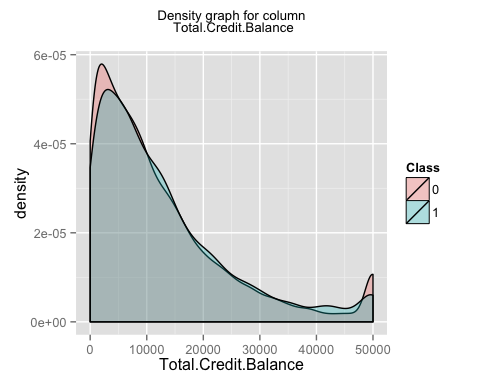 Density graph for column
Total.Credit.Balance
6e-05
4e-05
2e-05
0e+00
density
0
10000
20000
30000
40000
50000
Total.Credit.Balance
Class
0
1